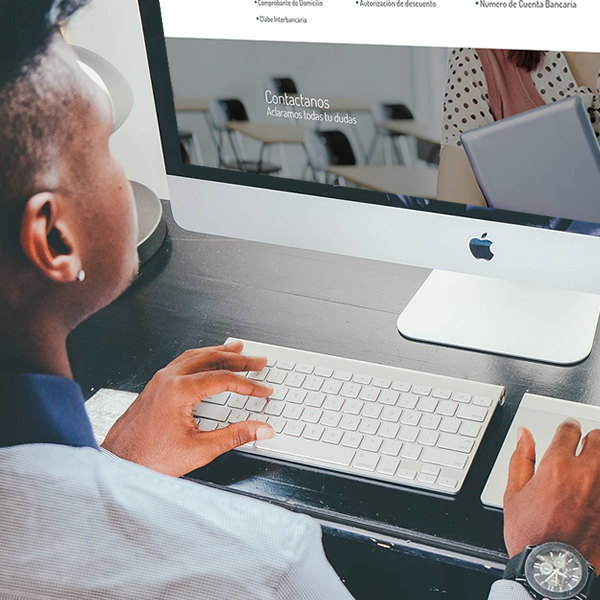 • Comprobante de Domicilio
• Autorización de descuento
• Numero de Cuenta Bancaria
• Clabe Interbancaria
Contactanos
Aclaramos todas tu dudas